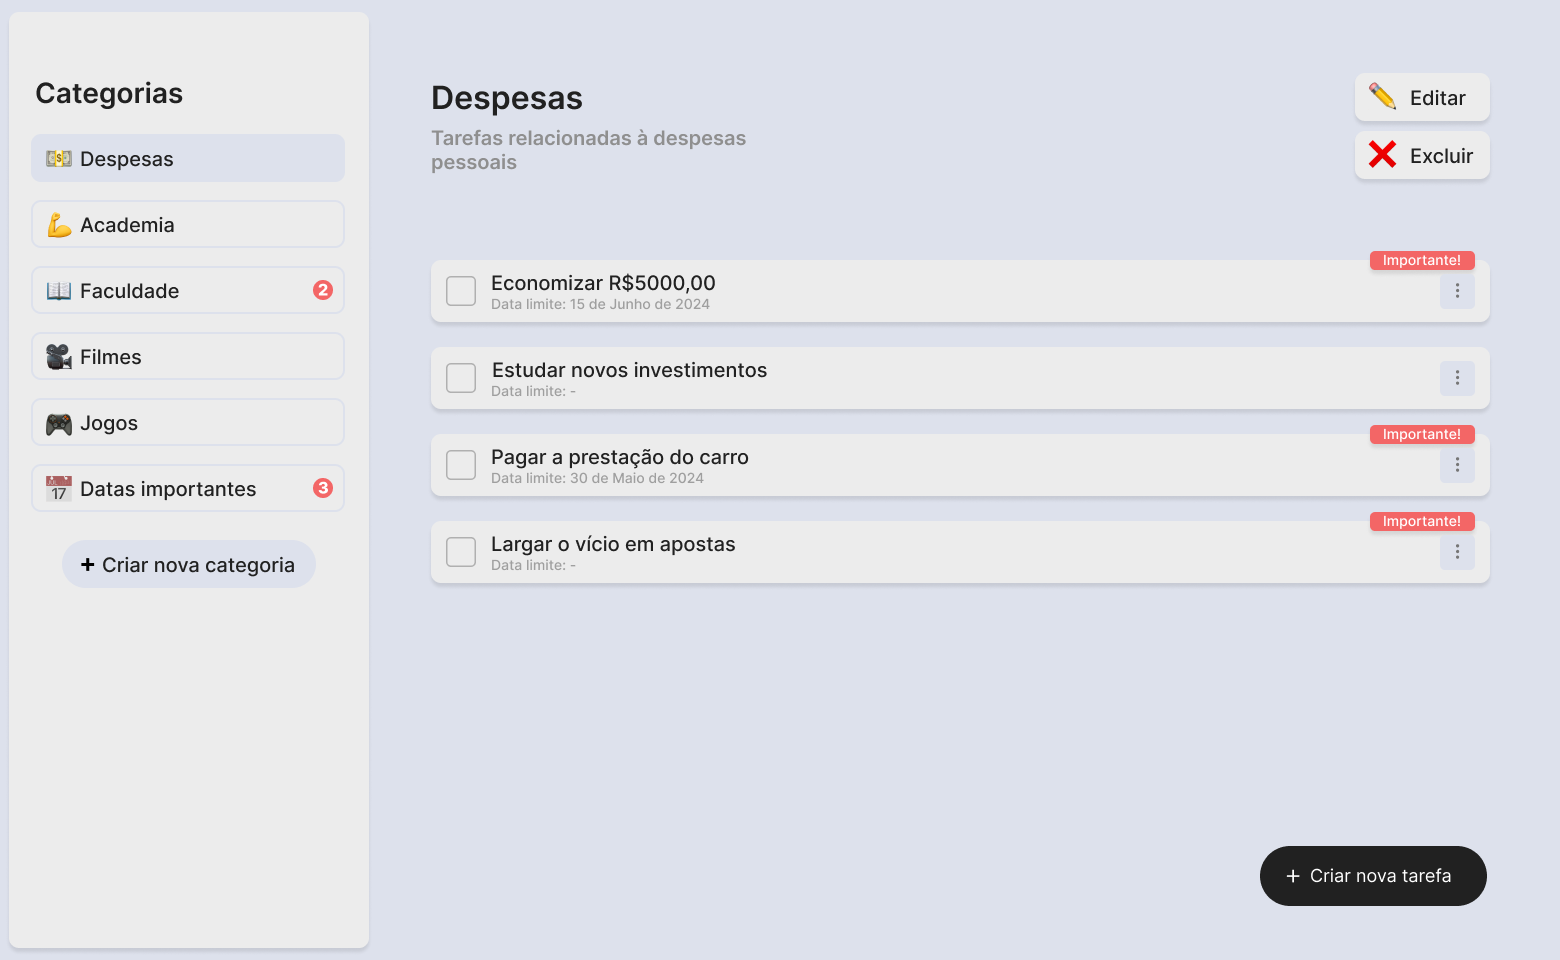 Categorias
💵 Despesas
💪 Academia
📖 Faculdade 2
🎥 Filmes
🎮 Jogos
📅 17 Datas importantes 3
+ Criar nova categoria
Despesas
Tarefas relacionadas à despesas
pessoais
✏️ Editar
❌ Excluir
Importante!
Economizar R$5000,00
Data limite: 15 de Junho de 2024
Estudar novos investimentos
Data limite: -
Importante!
Pagar a prestação do carro
Data limite: 30 de Maio de 2024
Importante!
Largar o vício em apostas
Data limite: -
+ Criar nova tarefa